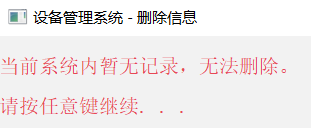 设备管理系统 - 删除信息
当前系统内暂无记录，无法删除。
请按任意键继续. . .